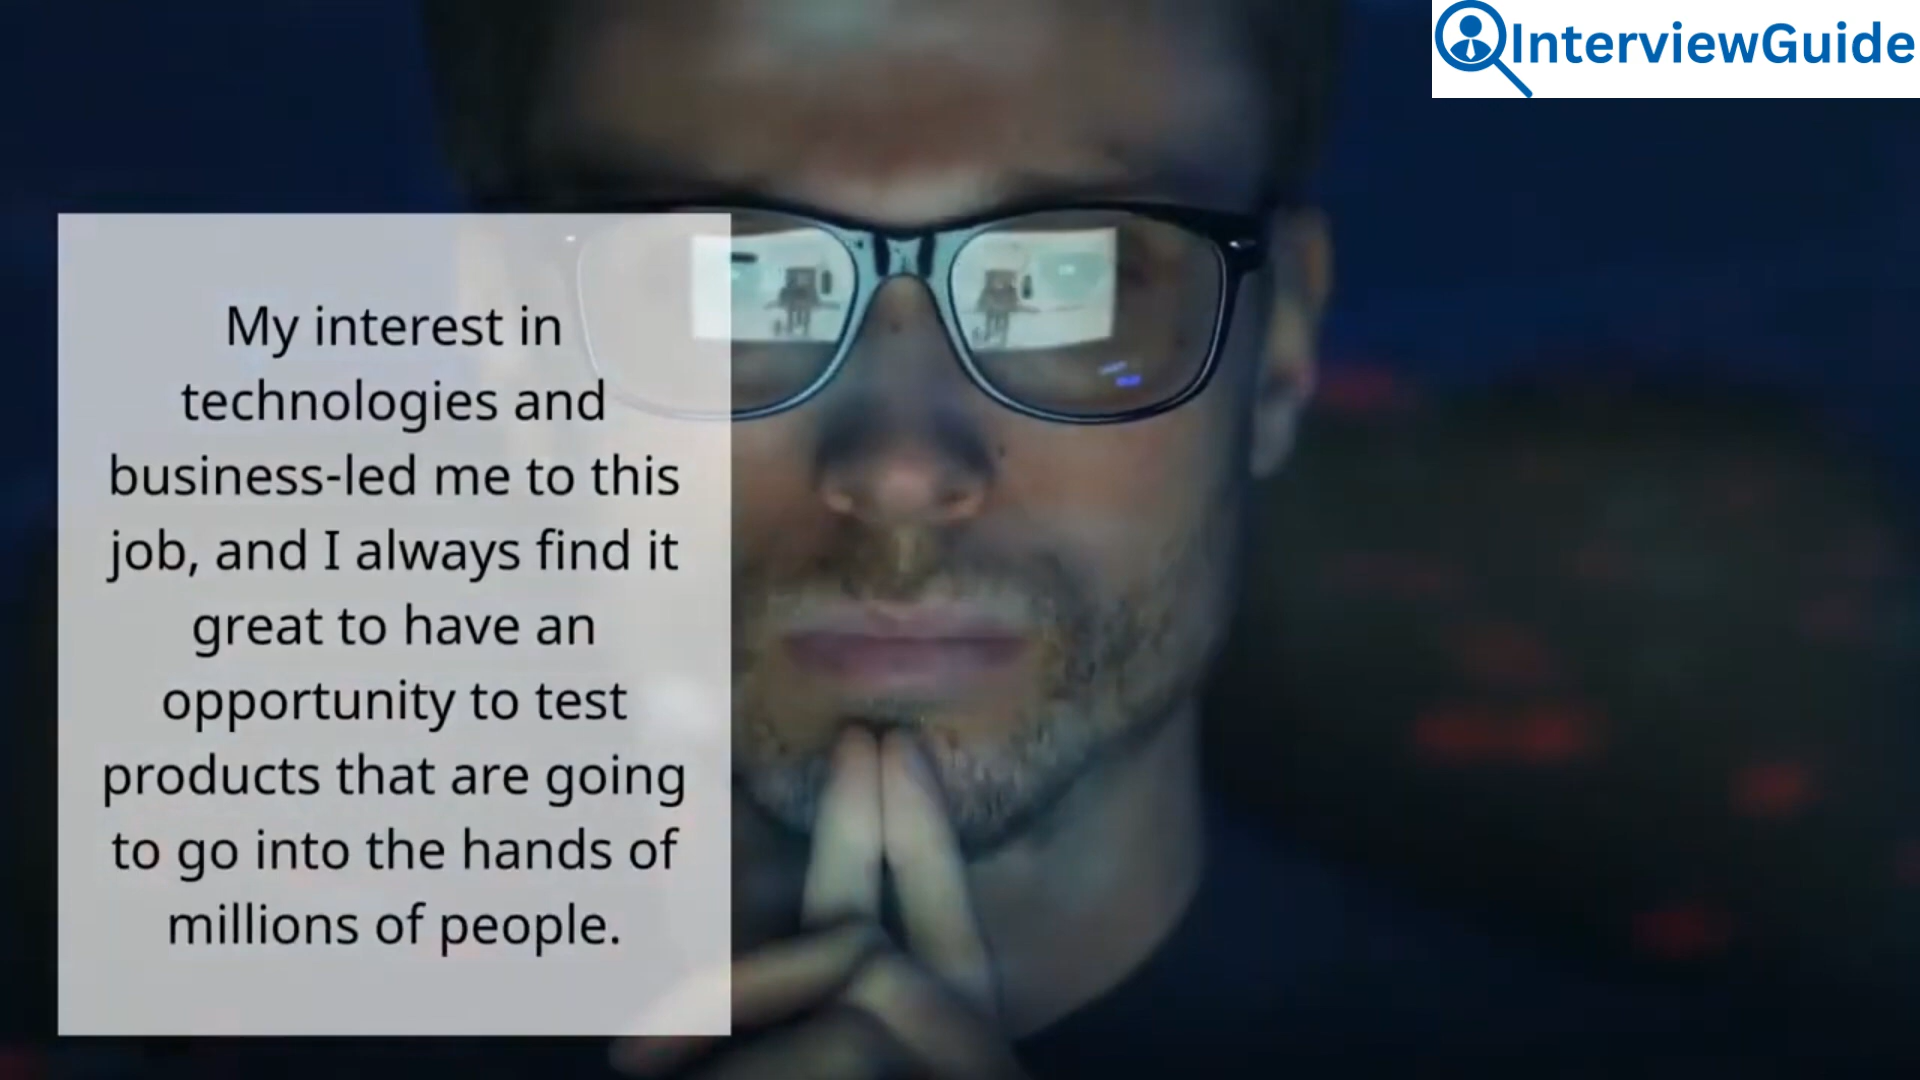 InterviewGuide
My interest in
technologies and
business-led me to this
job, and I always find it
great to have an
opportunity to test
products that are going
to go into the hands of
millions of people.